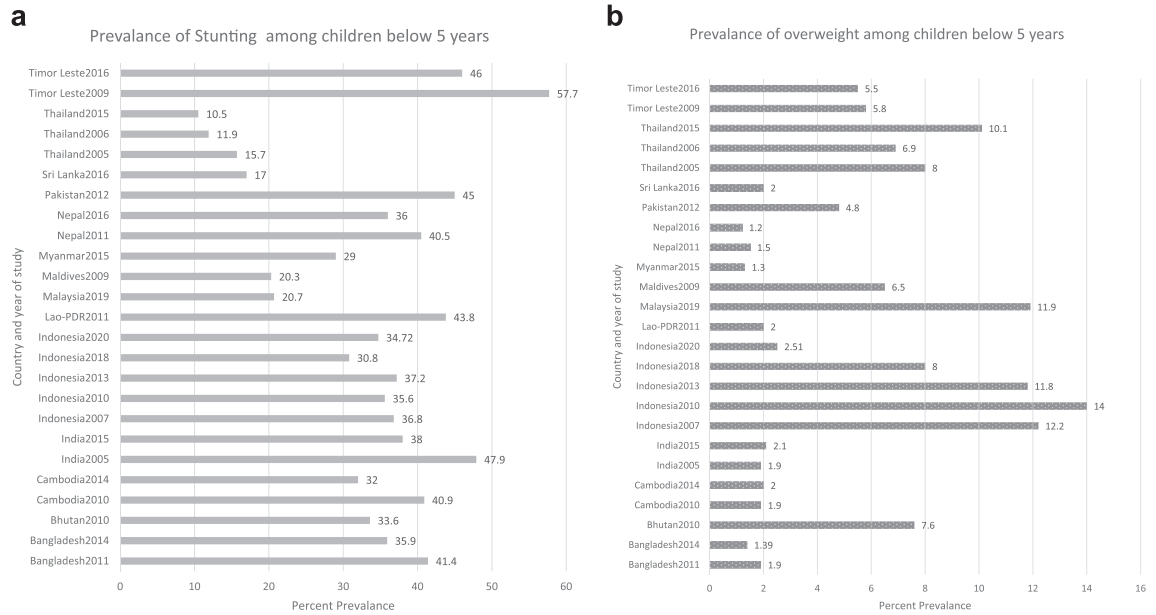 a
Prevalance of Stunting among children below 5 years
Country and year of study
Timor Leste2016 46
Timor Leste2009 57.7
Thailand2015 10.5
Thailand2006 11.9
Thailand2005 15.7
Sri Lanka2016 17
Pakistan2012 45
Nepal2016 36
Nepal2011 40.5
Myanmar2015 29
Maldives2009 20.3
Malaysia2019 20.7
Lao-PDR2011 43.8
Indonesia2020 34.72
Indonesia2018 30.8
Indonesia2013 37.2
Indonesia2010 35.6
Indonesia2007 36.8
India2015 38
India2005 47.9
Cambodia2014 32
Cambodia2010 40.9
Bhutan2010 33.6
Bangladesh2014 35.9
Bangladesh2011 41.4
0 10 20 30 40 50 60
Percent Prevalance
b
Prevalance of overweight among children below 5 years
Country and year of study
Timor Leste2016 5.5
Timor Leste2009 5.8
Thailand2015 10.1
Thailand2006 6.9
Thailand2005 8
Sri Lanka2016 2
Pakistan2012 4.8
Nepal2016 1.2
Nepal2011 1.5
Myanmar2015 1.3
Maldives2009 6.5
Malaysia2019 11.9
Lao-PDR2011 2
Indonesia2020 2.51
Indonesia2018 8
Indonesia2013 11.8
Indonesia2010 14
Indonesia2007 12.2
India2015 2.1
India2005 1.9
Cambodia2014 2
Cambodia2010 1.9
Bhutan2010 7.6
Bangladesh2014 1.39
Bangladesh2011 1.9
0 2 4 6 8 10 12 14 16
Percent Prevalance